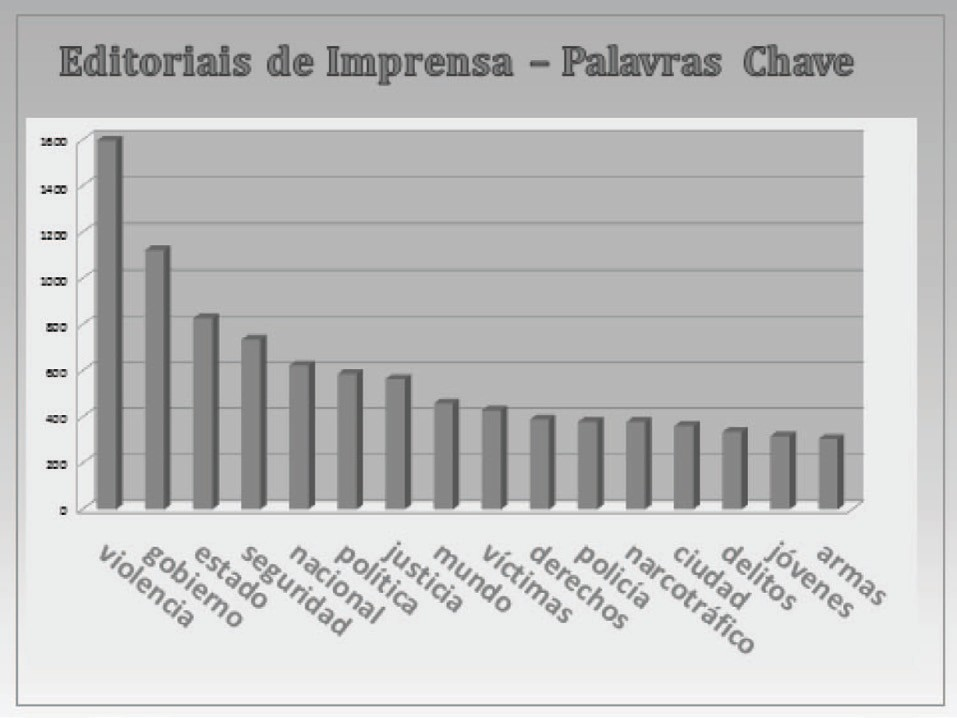 Editoriais de Imprensa – Palavras Chave
1600
1400
1200
1000
800
600
400
200
0
violencia
gobierno
estado
seguridad
nacional
política
justicia
mundo
víctimas
derechos
policía
narcotráfico
ciudad
delitos
jóvenes
armas